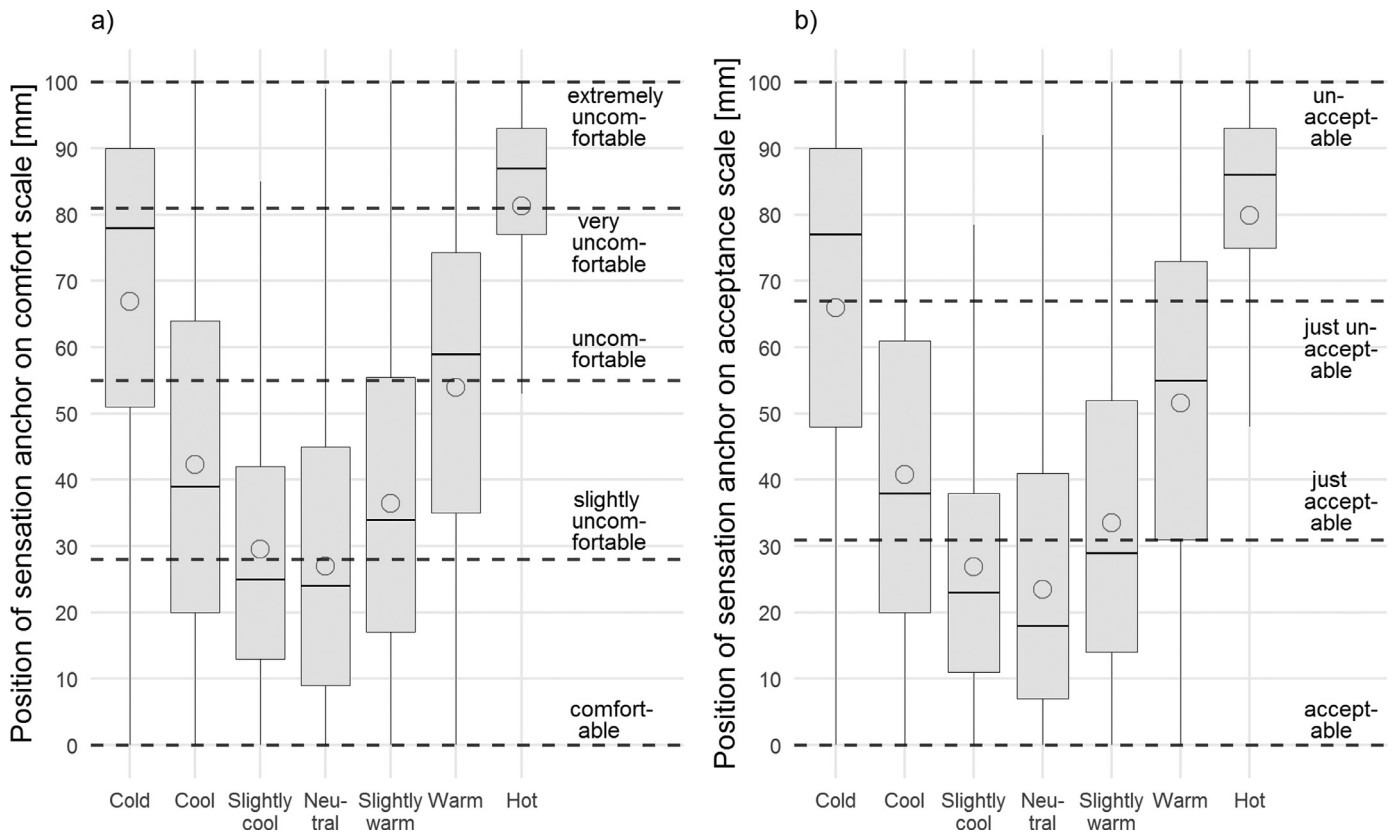 a)
Position of sensation anchor on comfort scale [mm]
100
90
80
70
60
50
40
30
20
10
0
extremely
uncom-
fortable
very
uncom-
fortable
uncom-
fortable
slightly
uncom-
fortable
comfort-
able
Cold
Cool
Slightly
cool
Neu-
tral
Slightly
warm
Warm
Hot
b)
Position of sensation anchor on acceptance scale [mm]
100
90
80
70
60
50
40
30
20
10
0
un-
accept-
able
just un-
accept-
able
just
accept-
able
accept-
able
Cold
Cool
Slightly
cool
Neu-
tral
Slightly
warm
Warm
Hot